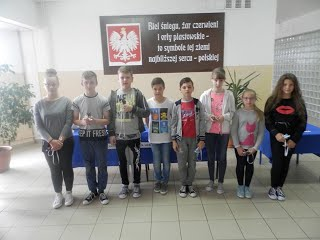 Biel śniegu, żar czerwieni
i orły piastowskie -
to symbole tej ziemi
najbliższej sercu - polskiej